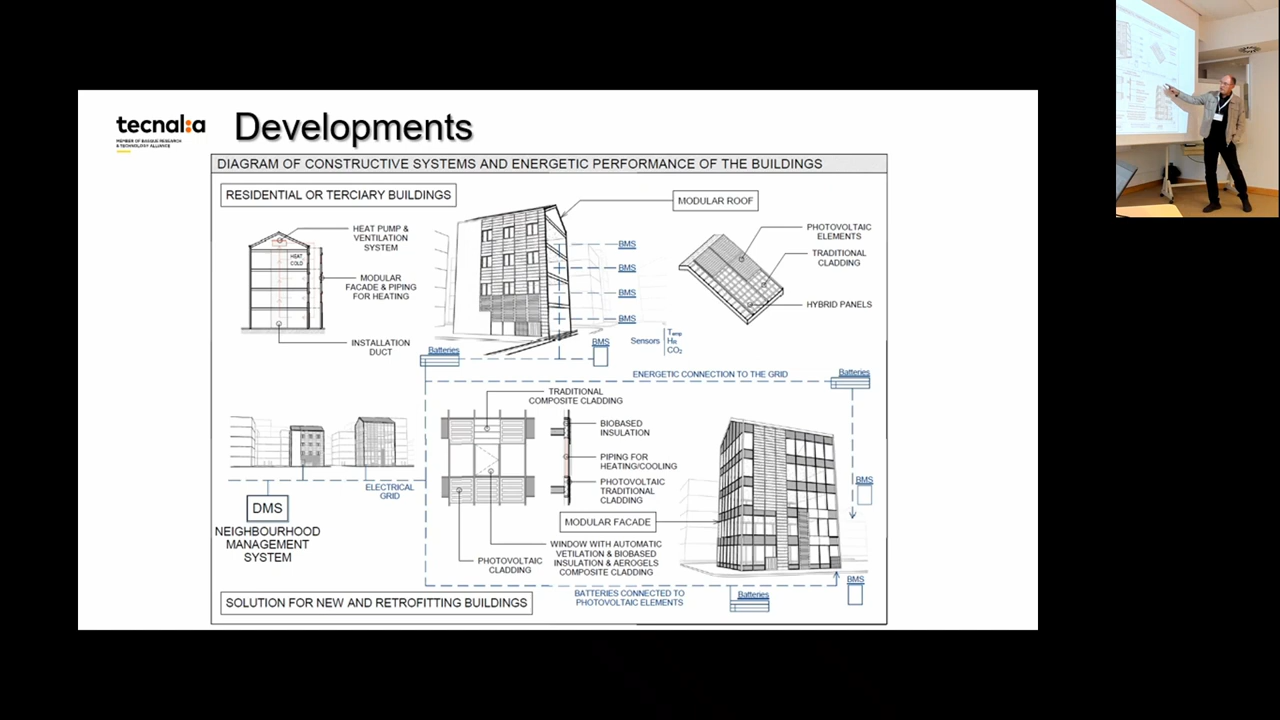 tecnal:a
MEMBER OF BASQUE RESEARCH
& TECHNOLOGY ALLIANCE
Developments
DIAGRAM OF CONSTRUCTIVE SYSTEMS AND ENERGETIC PERFORMANCE OF THE BUILDINGS
RESIDENTIAL OR TERCIARY BUILDINGS
HEAT PUMP &
VENTILATION
SYSTEM
HEAT
COLD
MODULAR
FACADE & PIPING
FOR HEATING
INSTALLATION
DUCT
MODULAR ROOF
BMS
BMS
BMS
BMS
BMS
Sensors
Temp
HR
CO2
Batteries
PHOTOVOLTAIC
ELEMENTS
TRADITIONAL
CLADDING
HYBRID PANELS
ENERGETIC CONNECTION TO THE GRID
Batteries
TRADITIONAL
COMPOSITE CLADDING
BIOBASED
INSULATION
PIPING FOR
HEATING/COOLING
PHOTOVOLTAIC
TRADITIONAL
CLADDING
MODULAR FACADE
WINDOW WITH AUTOMATIC
VETILATION & BIOBASED
INSULATION & AEROGELS
COMPOSITE CLADDING
PHOTOVOLTAIC
CLADDING
ELECTRICAL
GRID
DMS
NEIGHBOURHOOD
MANAGEMENT
SYSTEM
BMS
BMS
BATTERIES CONNECTED TO
PHOTOVOLTAIC ELEMENTS
Batteries
SOLUTION FOR NEW AND RETROFITTING BUILDINGS